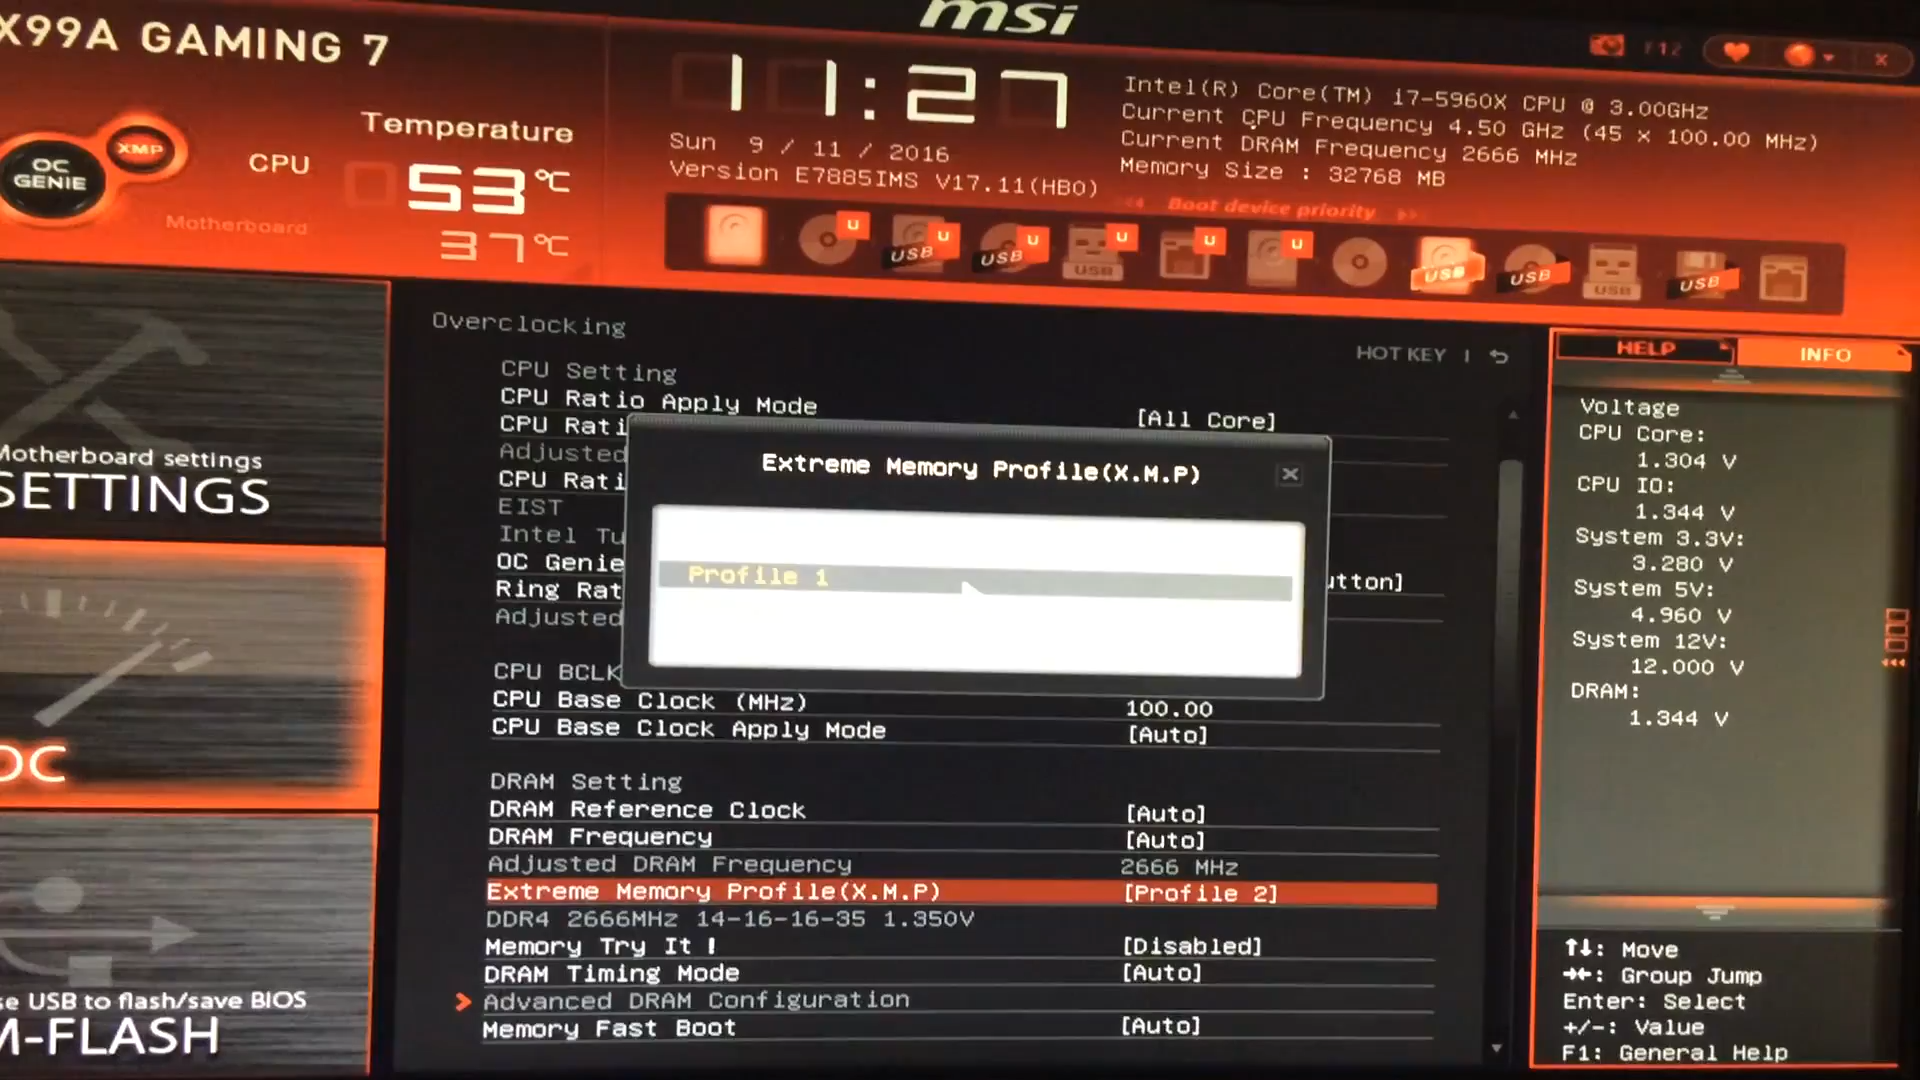 msi
X99A GAMING 7
F12
11:27
Intel(R) Core(TM) i7-5960X CPU @ 3.00GHz
Current CPU Frequency 4.50 GHz (45 x 100.00 MHz)
Current DRAM Frequency 2666 MHz
Memory Size : 32768 MB
Sun 9 / 11 / 2016
Version E7885IMS V17.11(HB0)
Temperature
CPU 53°C
Motherboard 37°C
OC GENIE
XMP
Boot device priority
U
USB U
USB U
USB U
U
U
USB
USB
USB
USB
Motherboard settings
SETTINGS
OC
se USB to flash/save BIOS
M-FLASH
Overclocking
HOT KEY
CPU Setting
CPU Ratio Apply Mode [All Core]
CPU Rati
Adjusted
CPU Rati
EIST
Intel Tu
OC Genie utton]
Ring Rat
Adjusted
Extreme Memory Profile(X.M.P)
Profile 1
CPU BCLK
CPU Base Clock (MHz) 100.00
CPU Base Clock Apply Mode [Auto]
DRAM Setting
DRAM Reference Clock [Auto]
DRAM Frequency [Auto]
Adjusted DRAM Frequency 2666 MHz
Extreme Memory Profile(X.M.P) [Profile 2]
DDR4 2666MHz 14-16-16-35 1.350V
Memory Try It ! [Disabled]
DRAM Timing Mode [Auto]
Advanced DRAM Configuration
Memory Fast Boot [Auto]
HELP INFO
Voltage
CPU Core:
1.304 V
CPU IO:
1.344 V
System 3.3V:
3.280 V
System 5V:
4.960 V
System 12V:
12.000 V
DRAM:
1.344 V
↑↓: Move
→←: Group Jump
Enter: Select
+/-: Value
F1: General Help